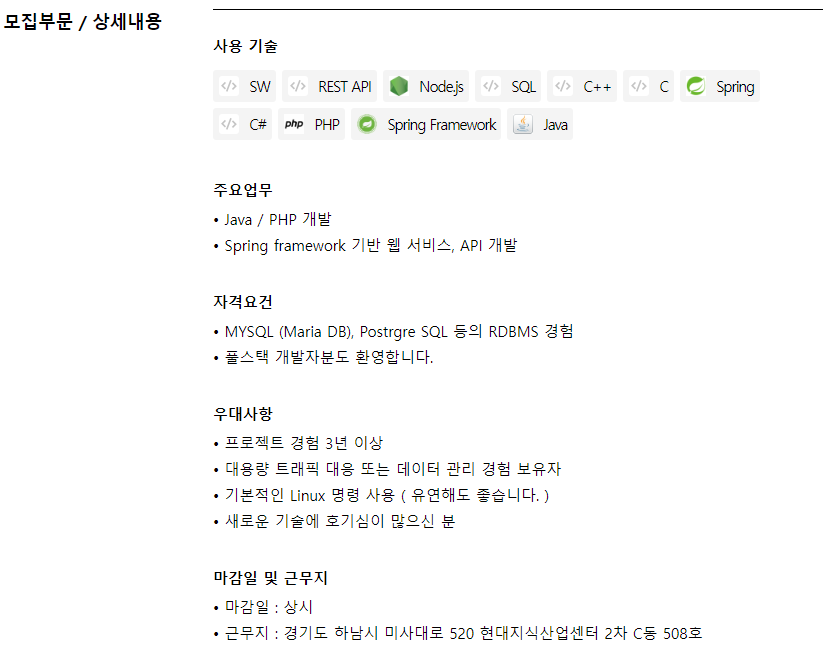 모집부문 / 상세내용
사용 기술
</> SW </> REST API Node.js </> SQL </> C++ </> C Spring
</> C# php PHP Spring Framework Java
주요업무
• Java / PHP 개발
• Spring framework 기반 웹 서비스, API 개발
자격요건
• MYSQL (Maria DB), Postrgre SQL 등의 RDBMS 경험
• 풀스택 개발자분도 환영합니다.
우대사항
• 프로젝트 경험 3년 이상
• 대용량 트래픽 대응 또는 데이터 관리 경험 보유자
• 기본적인 Linux 명령 사용 ( 유연해도 좋습니다. )
• 새로운 기술에 호기심이 많으신 분
마감일 및 근무지
• 마감일 : 상시
• 근무지 : 경기도 하남시 미사대로 520 현대지식산업센터 2차 C동 508호